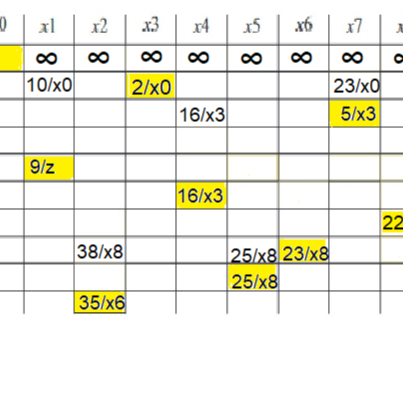 0 x1 x2 x3 x4 x5 x6 x7
∞ ∞ ∞ ∞ ∞ ∞ ∞
10/x0 2/x0 23/x0
16/x3 5/x3
9/z
16/x3
22
38/x8 25/x8 23/x8
25/x8
35/x6